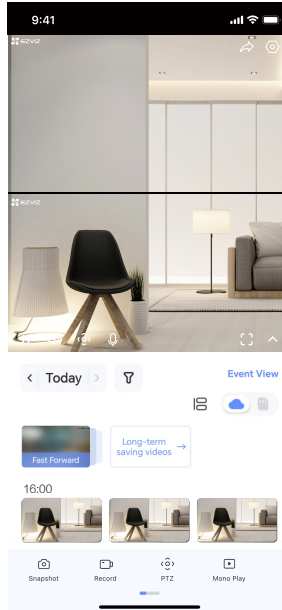 9:41
EZVIZ
EZVIZ
Today
Event View
Fast Forward
Long-term
saving videos
16:00
Snapshot
Record
PTZ
Mono Play